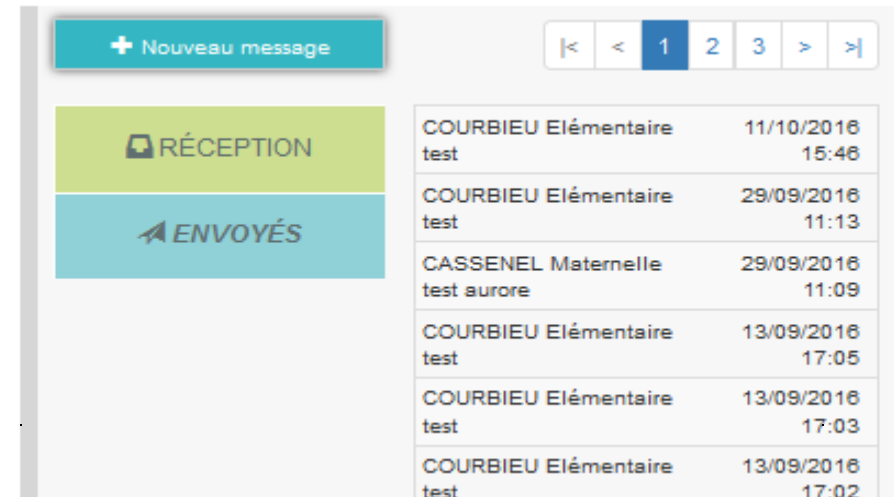 Nouveau message
|< < 1 2 3 > >|
RÉCEPTION
ENVOYÉS
COURBIEU Elémentaire 11/10/2016
test 15:46
COURBIEU Elémentaire 29/09/2016
test 11:13
CASSENEL Maternelle 29/09/2016
test aurore 11:09
COURBIEU Elémentaire 13/09/2016
test 17:05
COURBIEU Elémentaire 13/09/2016
test 17:03
COURBIEU Elémentaire 13/09/2016
test 17:02